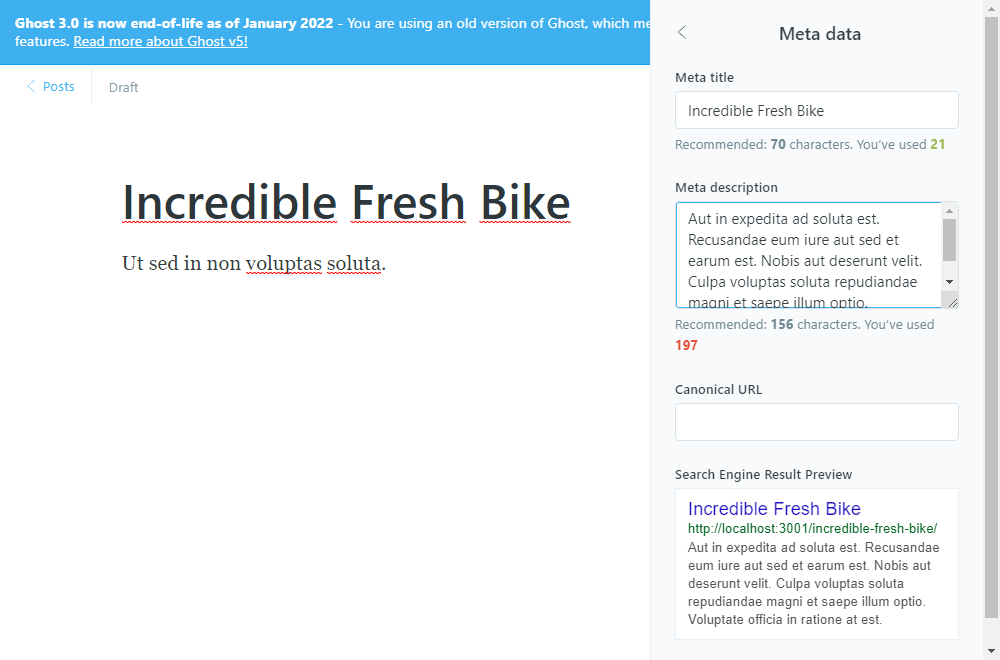 Ghost 3.0 is now end-of-life as of January 2022 - You are using an old version of Ghost, which me
features. Read more about Ghost v5!
Posts
Draft
Incredible Fresh Bike
Ut sed in non voluptas soluta.
Meta data
Meta title
Incredible Fresh Bike
Recommended: 70 characters. You've used 21
Meta description
Aut in expedita ad soluta est.
Recusandae eum iure aut sed et
earum est. Nobis aut deserunt velit.
Culpa voluptas soluta repudiandae
magni et saepe illum optio.
Recommended: 156 characters. You've used
197
Canonical URL
Search Engine Result Preview
Incredible Fresh Bike
http://localhost:3001/incredible-fresh-bike/
Aut in expedita ad soluta est. Recusandae
eum iure aut sed et earum est. Nobis aut
deserunt velit. Culpa voluptas soluta
repudiandae magni et saepe illum optio.
Voluptate officia in ratione at est.